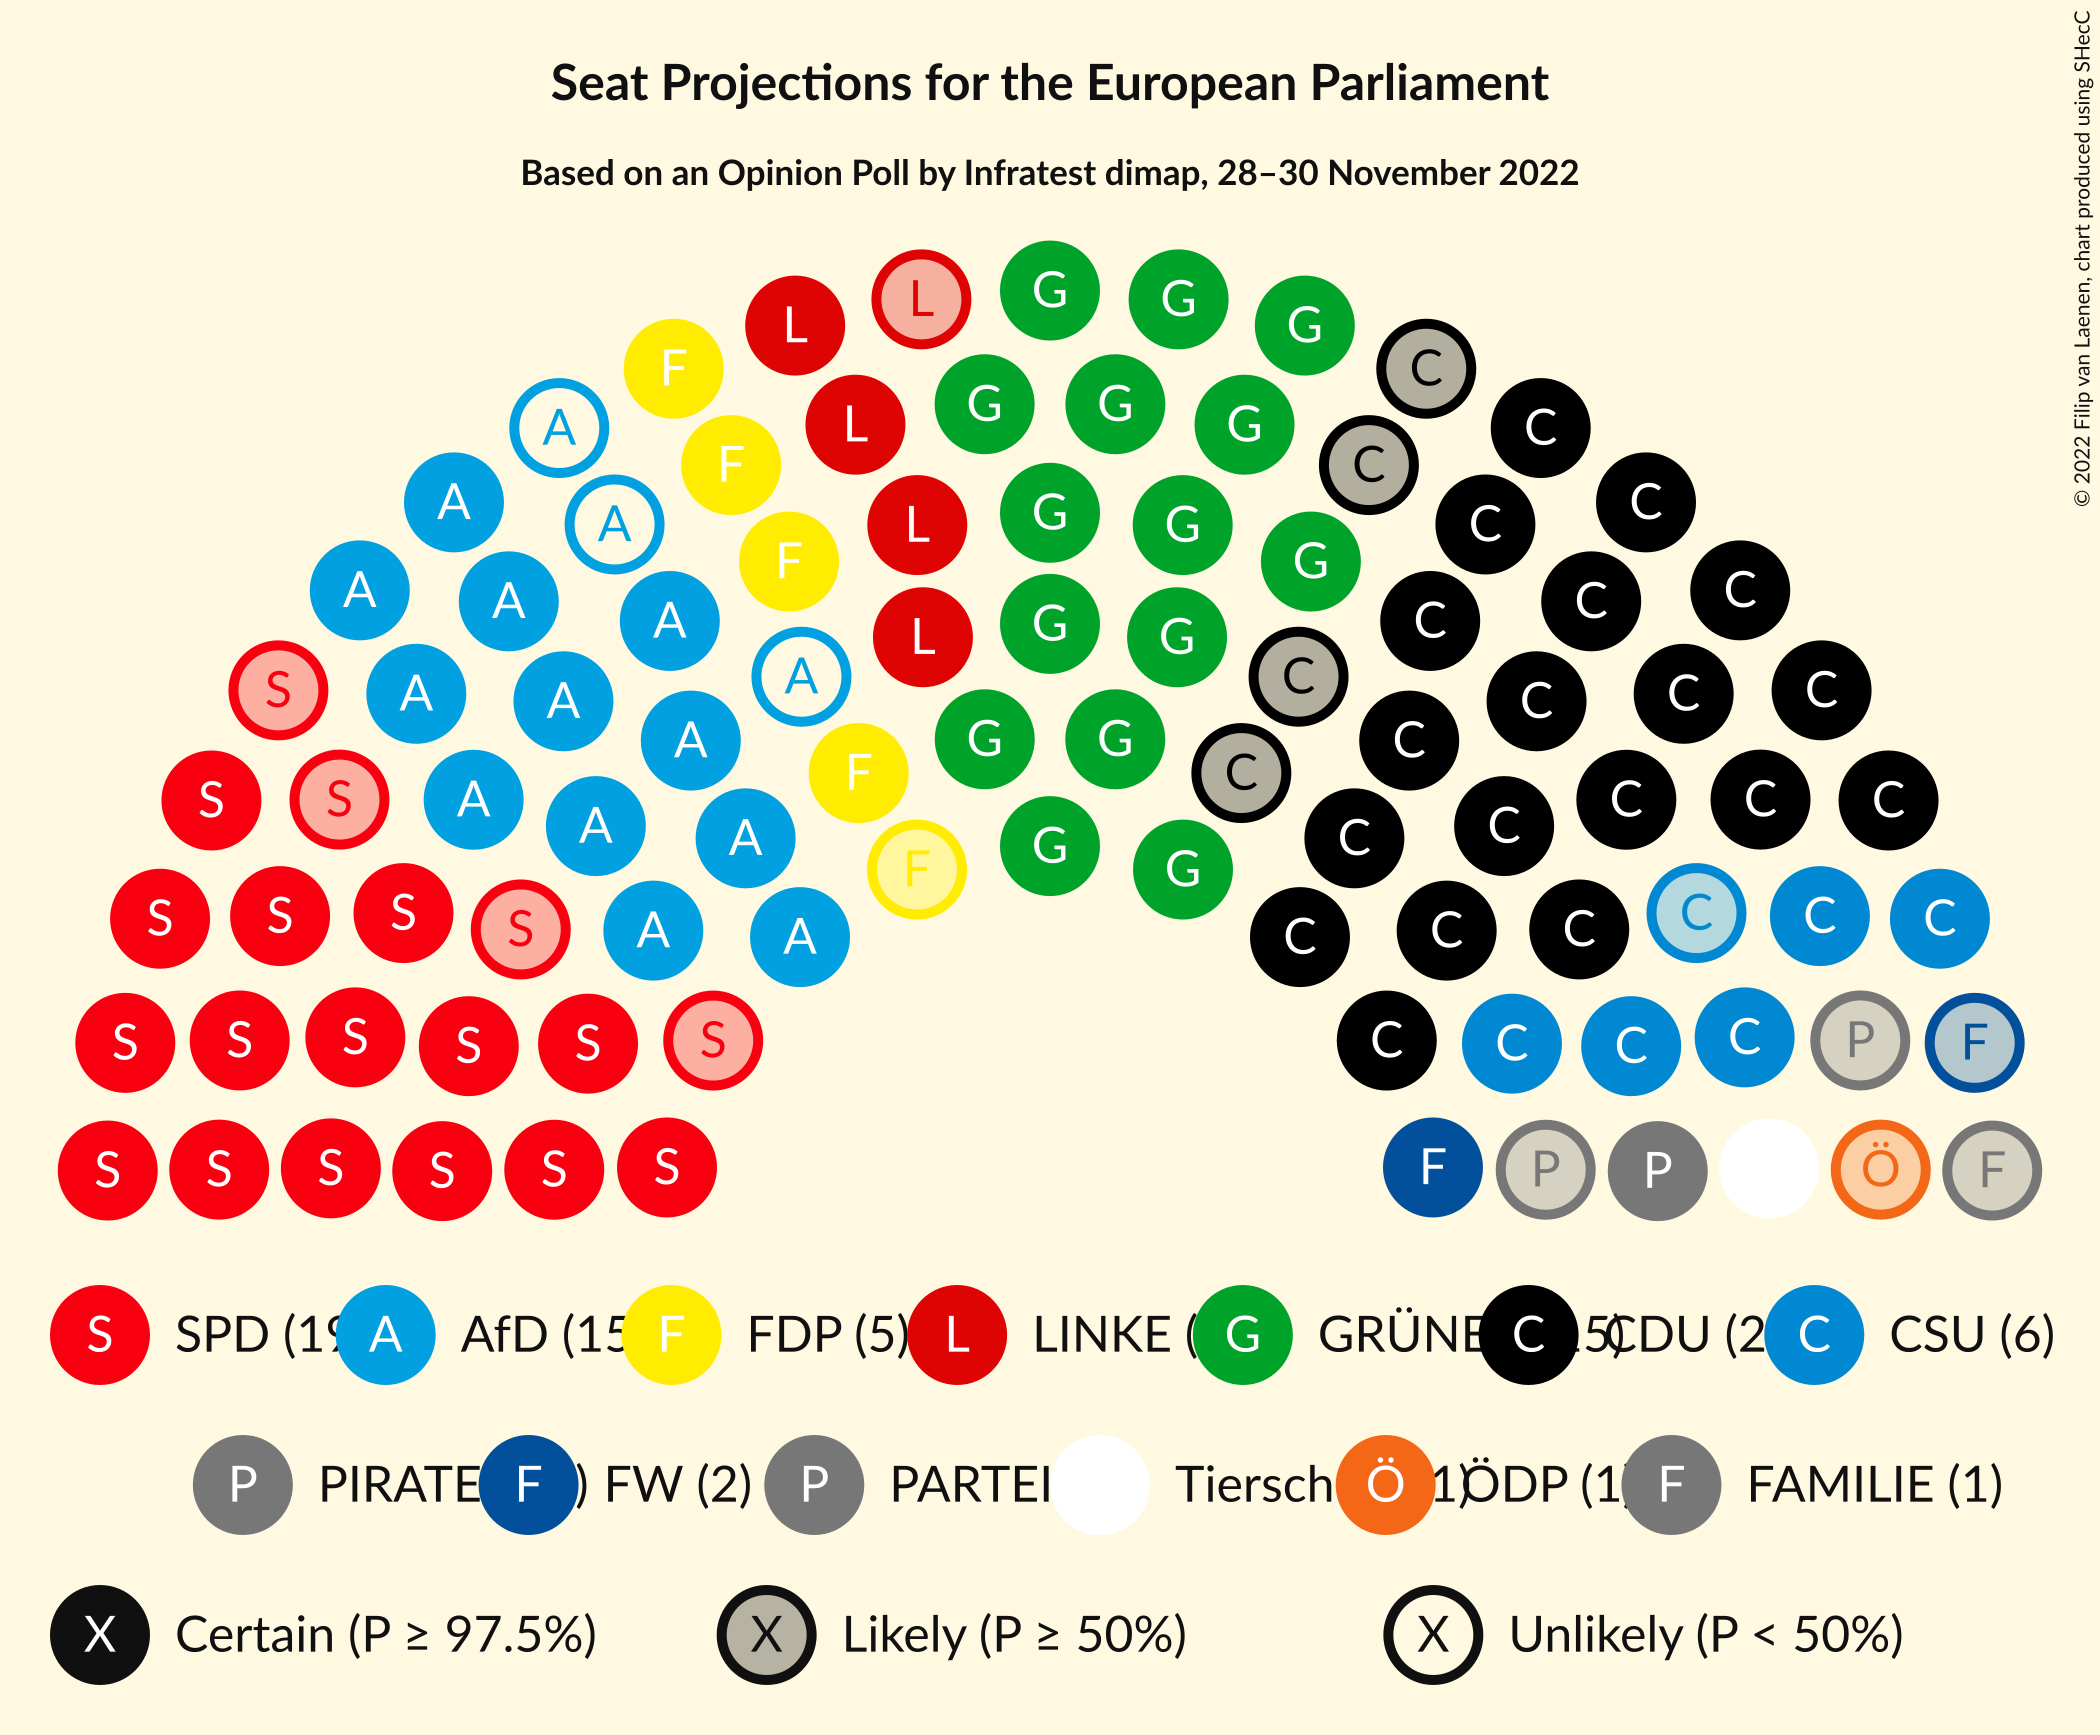 Seat Projections for the European Parliament
Based on an Opinion Poll by Infratest dimap, 28–30 November 2022
© 2022 Filip van Laenen, chart produced using SHecC
L L G G G
A F L G G G C C
A A F L G G C C C
A A A F L G G G C C C
S A A A A G G C C C C C
S S A A A F G C C C C C C
S S S S A A F G C C C C C C
S S S S S S C C C C P F
S S S S S S F P P Ö F
S SPD (19 A AfD (15 F FDP (5) L LINKE ( G GRÜNE C 5) CDU (2 C CSU (6)
P PIRATE F ) FW (2) P PARTEI Tiersch Ö 1) ÖDP (1) F FAMILIE (1)
X Certain (P ≥ 97.5%) X Likely (P ≥ 50%) X Unlikely (P < 50%)